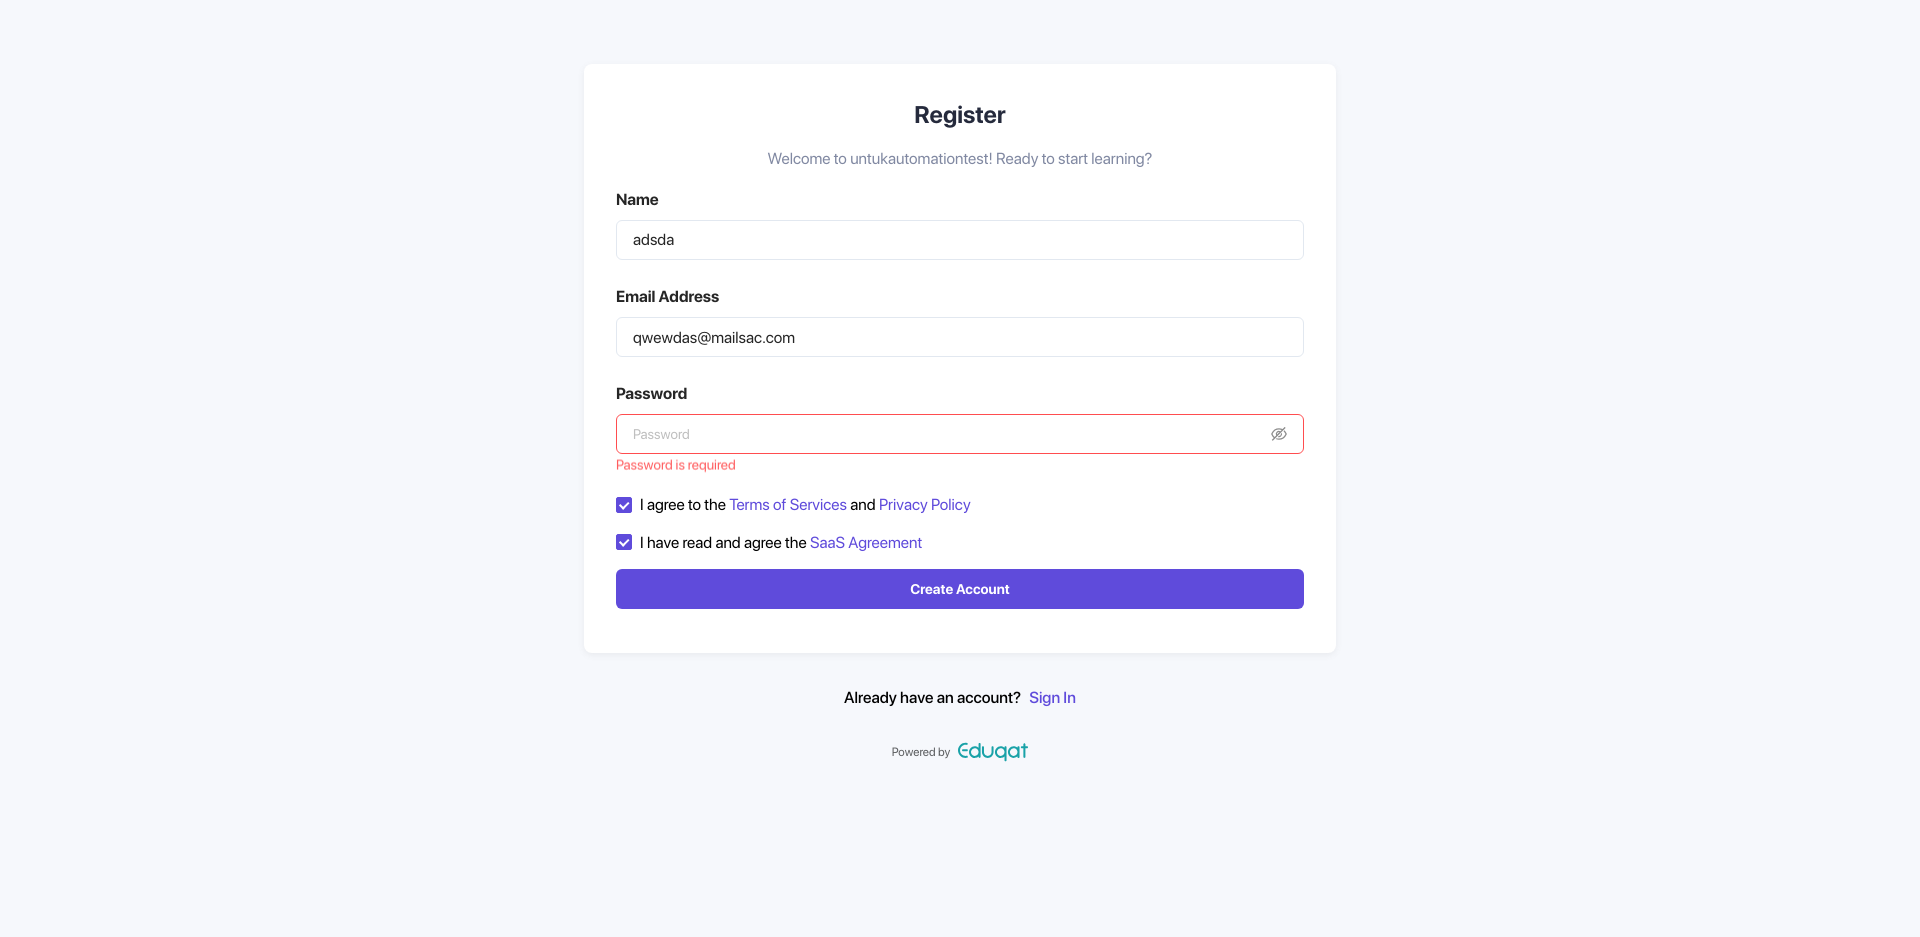 Register
Welcome to untukautomationtest! Ready to start learning?
Name
adsda
Email Address
qwewdas@mailsac.com
Password
Password
Password is required
I agree to the Terms of Services and Privacy Policy
I have read and agree the SaaS Agreement
Create Account
Already have an account? Sign In
Powered by Eduqat